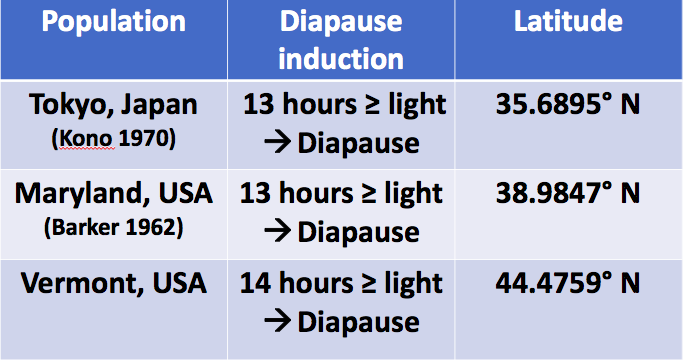 Population
Diapause
induction
Latitude
Tokyo, Japan
(Kono 1970)
13 hours ≥ light
→ Diapause
35.6895° N
Maryland, USA
(Barker 1962)
13 hours ≥ light
→ Diapause
38.9847° N
Vermont, USA
14 hours ≥ light
→ Diapause
44.4759° N